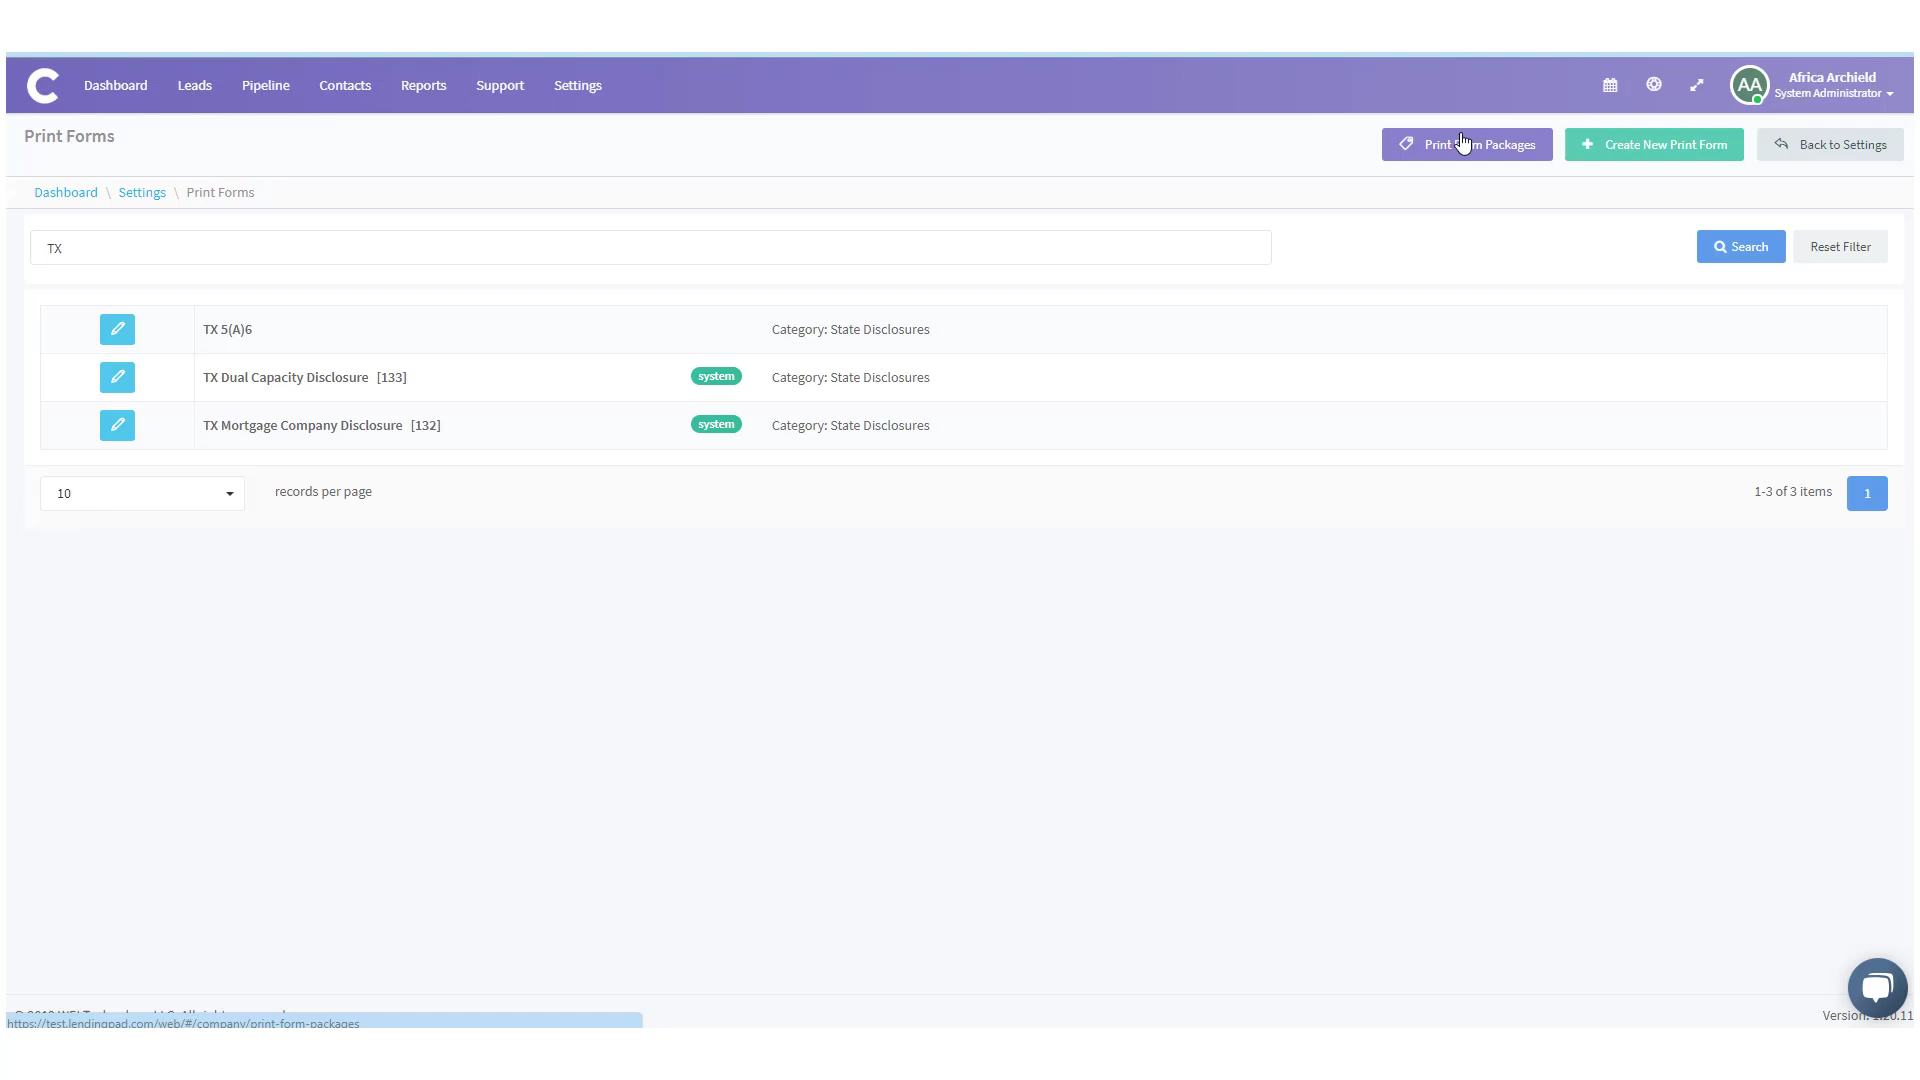 Dashboard Leads Pipeline Contacts Reports Support Settings
AA
Africa Archield
System Administrator
Print Forms
Print Packages
Create New Print Form
Back to Settings
Dashboard \ Settings \ Print Forms
TX
Search
Reset Filter
TX 5(A)6 Category: State Disclosures
TX Dual Capacity Disclosure [133] system Category: State Disclosures
TX Mortgage Company Disclosure [132] system Category: State Disclosures
10 records per page
1-3 of 3 items 1
https://test.lendingpad.com/web/#/company/print-form-packages
Version: